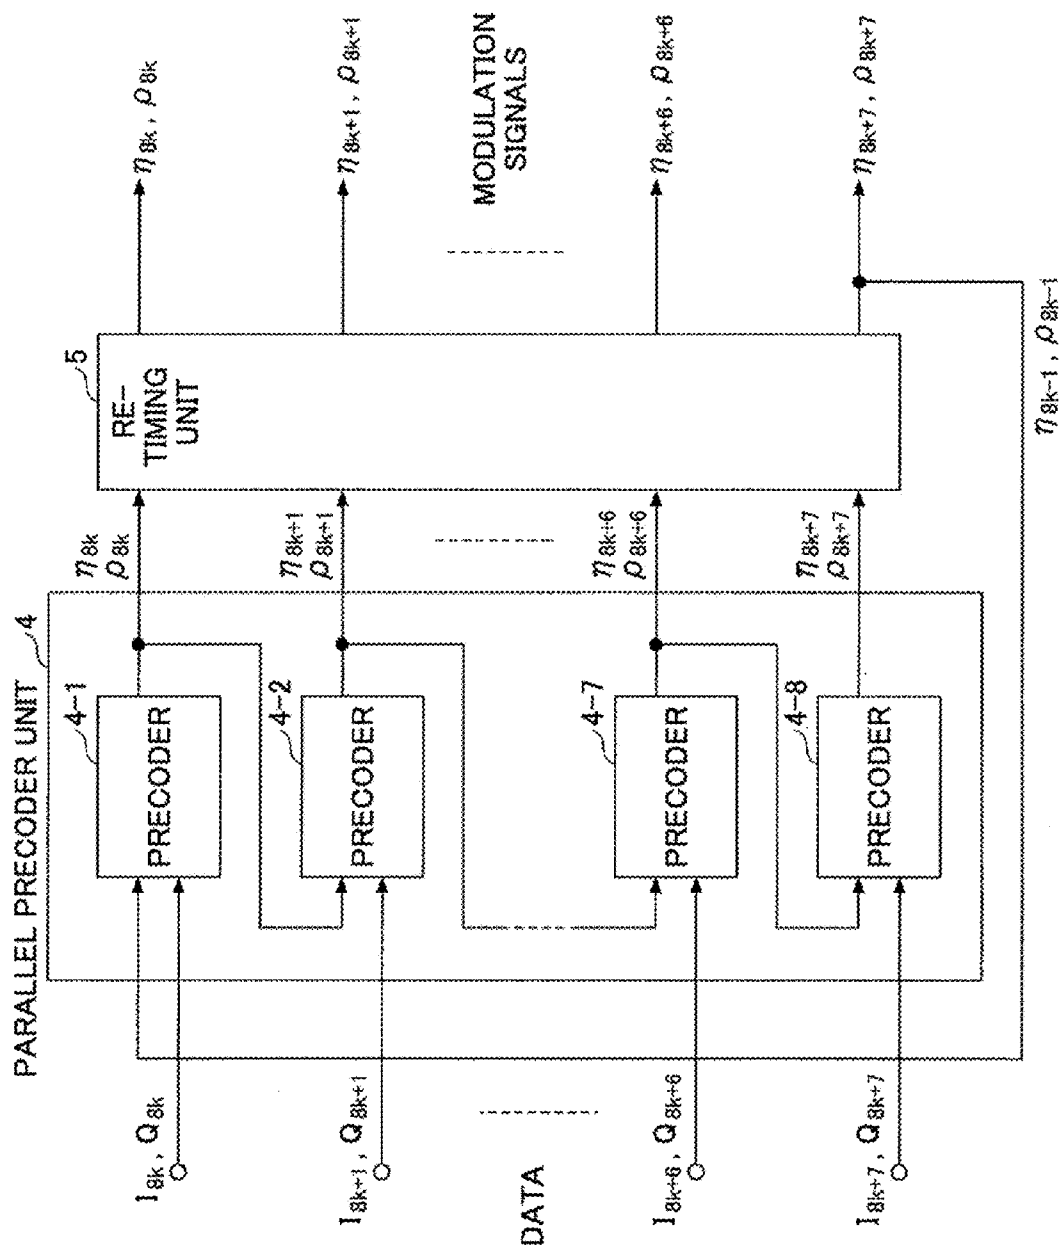 PARALLEL PRECODER UNIT
4
5
4-1
PRECODER
4-2
PRECODER
4-7
PRECODER
4-8
PRECODER
RE-
TIMING
UNIT
DATA
I8k, Q8k
I8k+1, Q8k+1
I8k+6, Q8k+6
I8k+7, Q8k+7
η8k
ρ8k
η8k+1
ρ8k+1
η8k+6
ρ8k+6
η8k+7
ρ8k+7
η8k, ρ8k
η8k+1, ρ8k+1
MODULATION
SIGNALS
η8k+6, ρ8k+6
η8k+7, ρ8k+7
η8k-1, ρ8k-1